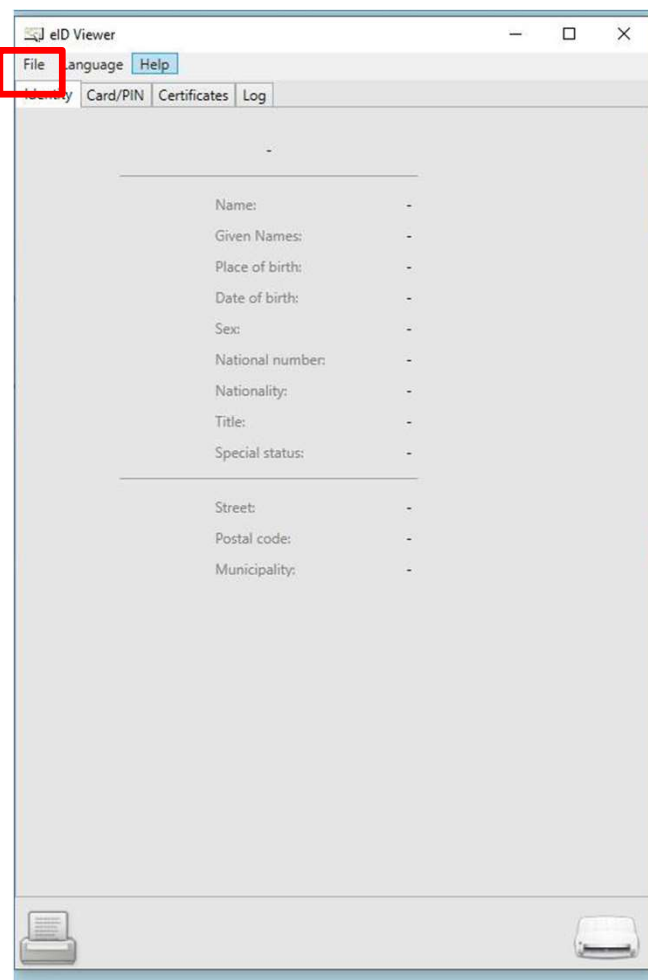 eID Viewer
File Language Help
Identity Card/PIN Certificates Log
-
Name: -
Given Names: -
Place of birth: -
Date of birth: -
Sex: -
National number: -
Nationality: -
Title: -
Special status: -
Street: -
Postal code: -
Municipality: -